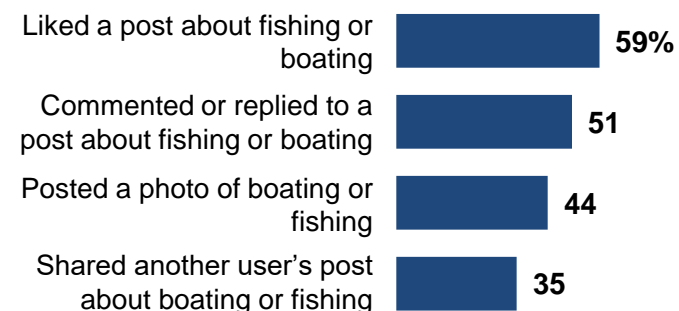 Liked a post about fishing or
boating
59%
Commented or replied to a
post about fishing or boating
51
Posted a photo of boating or
fishing
44
Shared another user’s post
about boating or fishing
35